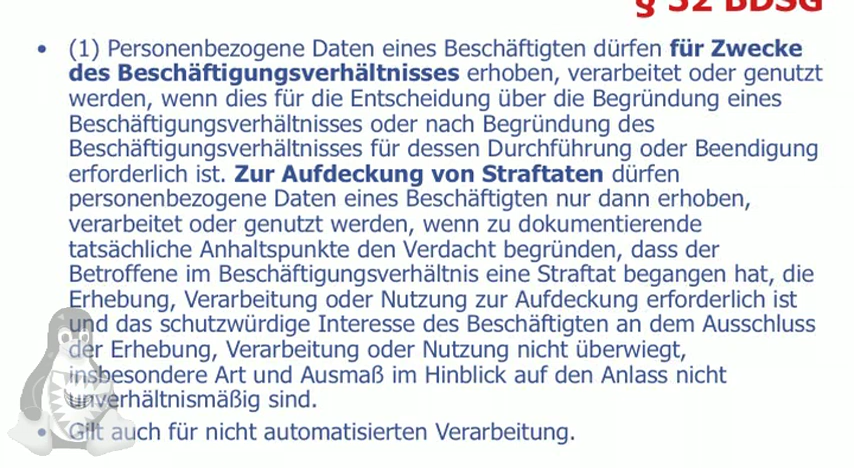 § 32 BDSG
• (1) Personenbezogene Daten eines Beschäftigten dürfen für Zwecke
des Beschäftigungsverhältnisses erhoben, verarbeitet oder genutzt
werden, wenn dies für die Entscheidung über die Begründung eines
Beschäftigungsverhältnisses oder nach Begründung des
Beschäftigungsverhältnisses für dessen Durchführung oder Beendigung
erforderlich ist. Zur Aufdeckung von Straftaten dürfen
personenbezogene Daten eines Beschäftigten nur dann erhoben,
verarbeitet oder genutzt werden, wenn zu dokumentierende
tatsächliche Anhaltspunkte den Verdacht begründen, dass der
Betroffene im Beschäftigungsverhältnis eine Straftat begangen hat, die
Erhebung, Verarbeitung oder Nutzung zur Aufdeckung erforderlich ist
und das schutzwürdige Interesse des Beschäftigten an dem Ausschluss
der Erhebung, Verarbeitung oder Nutzung nicht überwiegt,
insbesondere Art und Ausmaß im Hinblick auf den Anlass nicht
unverhältnismäßig sind.
• Gilt auch für nicht automatisierten Verarbeitung.